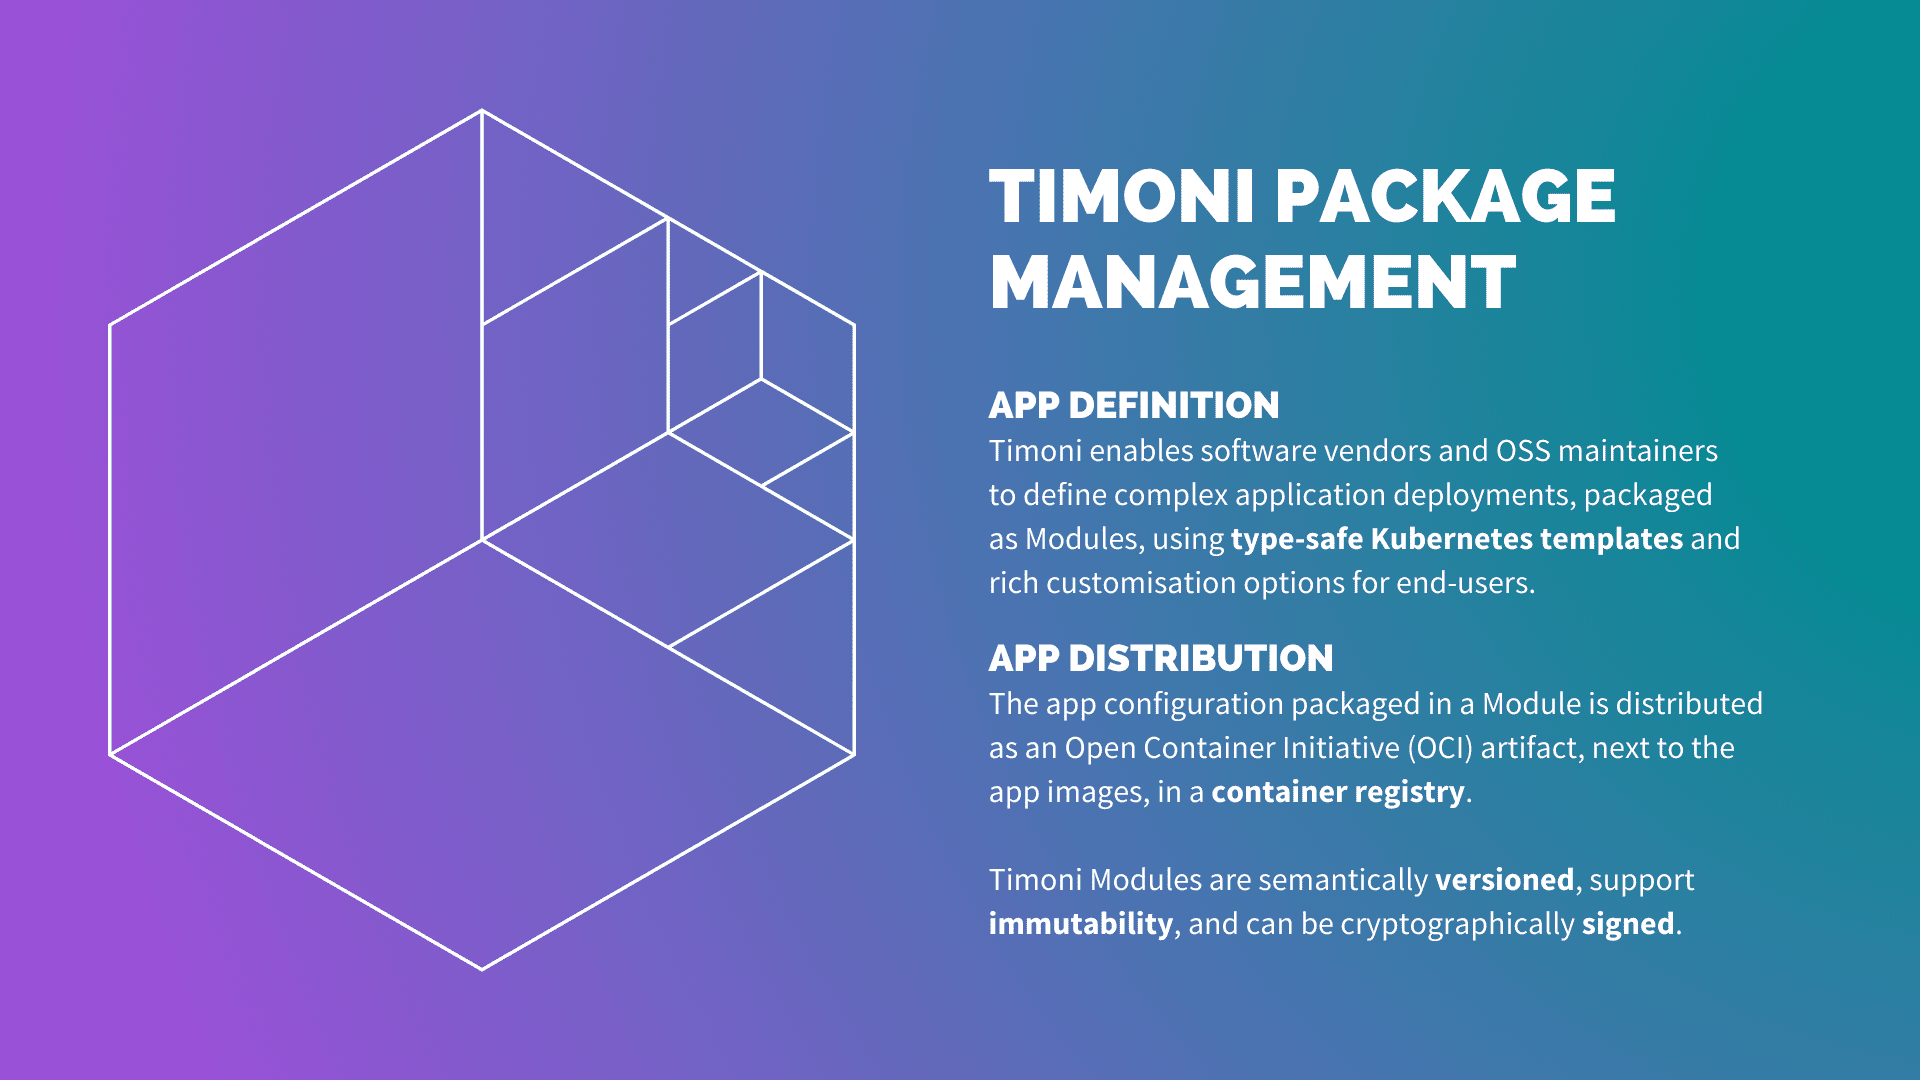 TIMONI PACKAGE
MANAGEMENT
APP DEFINITION
Timoni enables software vendors and OSS maintainers
to define complex application deployments, packaged
as Modules, using type-safe Kubernetes templates and
rich customisation options for end-users.
APP DISTRIBUTION
The app configuration packaged in a Module is distributed
as an Open Container Initiative (OCI) artifact, next to the
app images, in a container registry.
Timoni Modules are semantically versioned, support
immutability, and can be cryptographically signed.